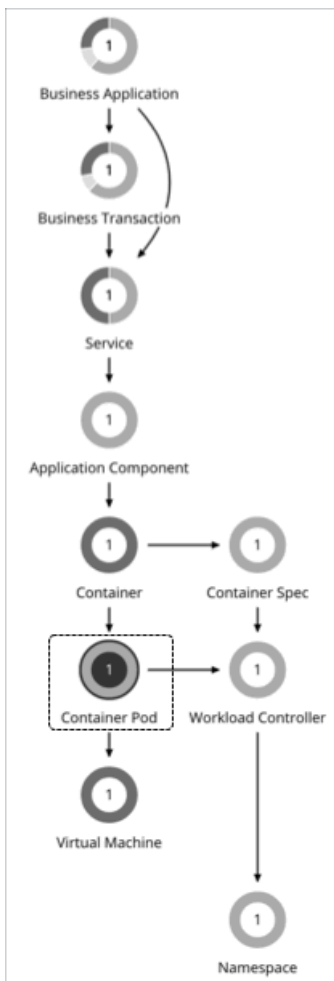 1
Business Application
1
Business Transaction
1
Service
1
Application Component
1
Container
1
Container Spec
1
Container Pod
1
Workload Controller
1
Virtual Machine
1
Namespace